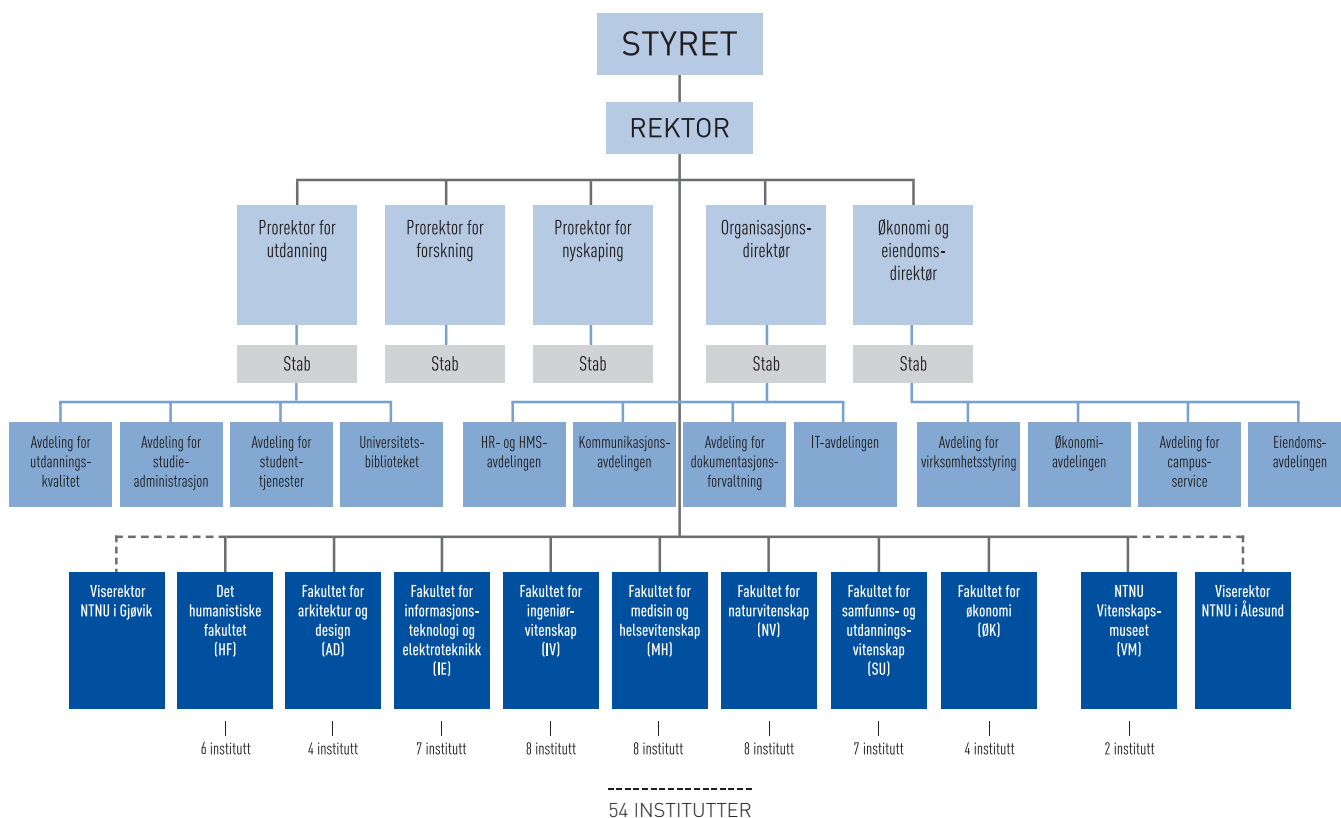 STYRET
REKTOR
Prorektor for
utdanning
Prorektor for
forskning
Prorektor for
nyskaping
Organisasjons-
direktør
Økonomi og
eiendoms-
direktør
Stab
Stab
Stab
Stab
Stab
Avdeling for
utdannings-
kvalitet
Avdeling for
studie-
administrasjon
Avdeling for
student-
tjenester
Universitets-
biblioteket
HR- og HMS-
avdelingen
Kommunikasjons-
avdelingen
Avdeling for
dokumentasjons-
forvaltning
IT-avdelingen
Avdeling for
virksomhetsstyring
Økonomi-
avdelingen
Avdeling for
campus-
service
Eiendoms-
avdelingen
Viserektor
NTNU i Gjøvik
Det
humanistiske
fakultet
(HF)
Fakultet for
arkitektur og
design
(AD)
Fakultet for
informasjons-
teknologi og
elektroteknikk
(IE)
Fakultet for
ingeniør-
vitenskap
(IV)
Fakultet for
medisin og
helsevitenskap
(MH)
Fakultet for
naturvitenskap
(NV)
Fakultet for
samfunns- og
utdannings-
vitenskap
(SU)
Fakultet for
økonomi
(ØK)
NTNU
Vitenskaps-
museet
(VM)
Viserektor
NTNU i Ålesund
6 institutt
4 institutt
7 institutt
8 institutt
8 institutt
8 institutt
7 institutt
4 institutt
2 institutt
54 INSTITUTTER